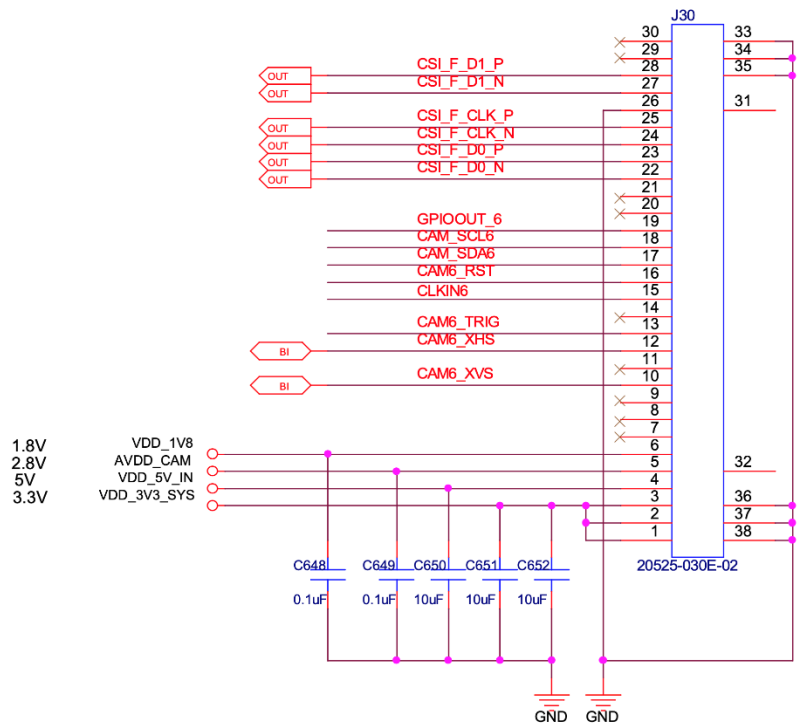 J30
30 33
29 34
CSI_F_D1_P 28 35
OUT
CSI_F_D1_N 27
OUT
26 31
CSI_F_CLK_P 25
OUT
CSI_F_CLK_N 24
OUT
CSI_F_D0_P 23
OUT
CSI_F_D0_N 22
OUT
21
20
GPIOOUT_6 19
CAM_SCL6 18
CAM_SDA6 17
CAM6_RST 16
CLKIN6 15
14
CAM6_TRIG 13
CAM6_XHS 12
BI
11
CAM6_XVS 10
BI
9
8
7
1.8V VDD_1V8 6
2.8V AVDD_CAM 5 32
5V VDD_5V_IN 4
3.3V VDD_3V3_SYS 3 36
2 37
1 38
C648 C649 C650 C651 C652 20525-030E-02
0.1uF 0.1uF 10uF 10uF 10uF
GND GND